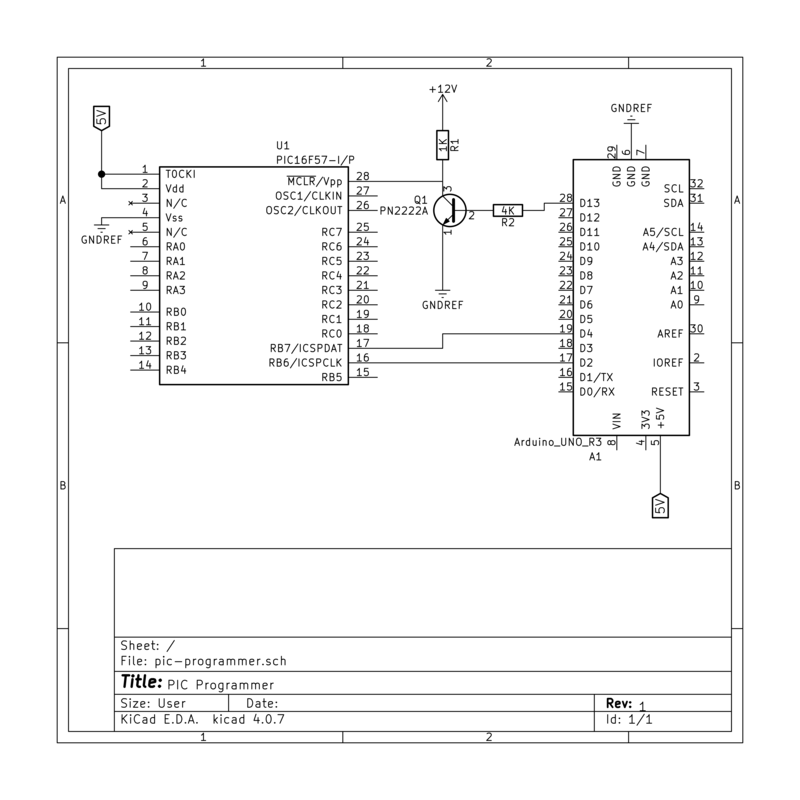 1 2
+12V
GNDREF
5V
U1
PIC16F57-I/P
1K R1
29 6 7
GND GND GND
1 TOCKI
2 Vdd
3 N/C
4 Vss
5 N/C
GNDREF
6 RA0
7 RA1
8 RA2
9 RA3
10 RB0
11 RB1
12 RB2
13 RB3
14 RB4
MCLR/Vpp 28
OSC1/CLKIN 27
OSC2/CLKOUT 26
RC7 25
RC6 24
RC5 23
RC4 22
RC3 21
RC2 20
RC1 19
RC0 18
RB7/ICSPDAT 17
RB6/ICSPCLK 16
RB5 15
Q1
PN2222A
3
2
1
4K
R2
GNDREF
28 D13
27 D12
26 D11
25 D10
24 D9
23 D8
22 D7
21 D6
20 D5
19 D4
18 D3
17 D2
16 D1/TX
15 D0/RX
SCL 32
SDA 31
A5/SCL 14
A4/SDA 13
A3 12
A2 11
A1 10
A0 9
AREF 30
IOREF 2
RESET 3
VIN 3V3 +5V
8 4 5
Arduino_UNO_R3
A1
5V
A A
B B
Sheet: /
File: pic-programmer.sch
Title: PIC Programmer
Size: User Date: Rev: 1
KiCad E.D.A. kicad 4.0.7 Id: 1/1
1 2